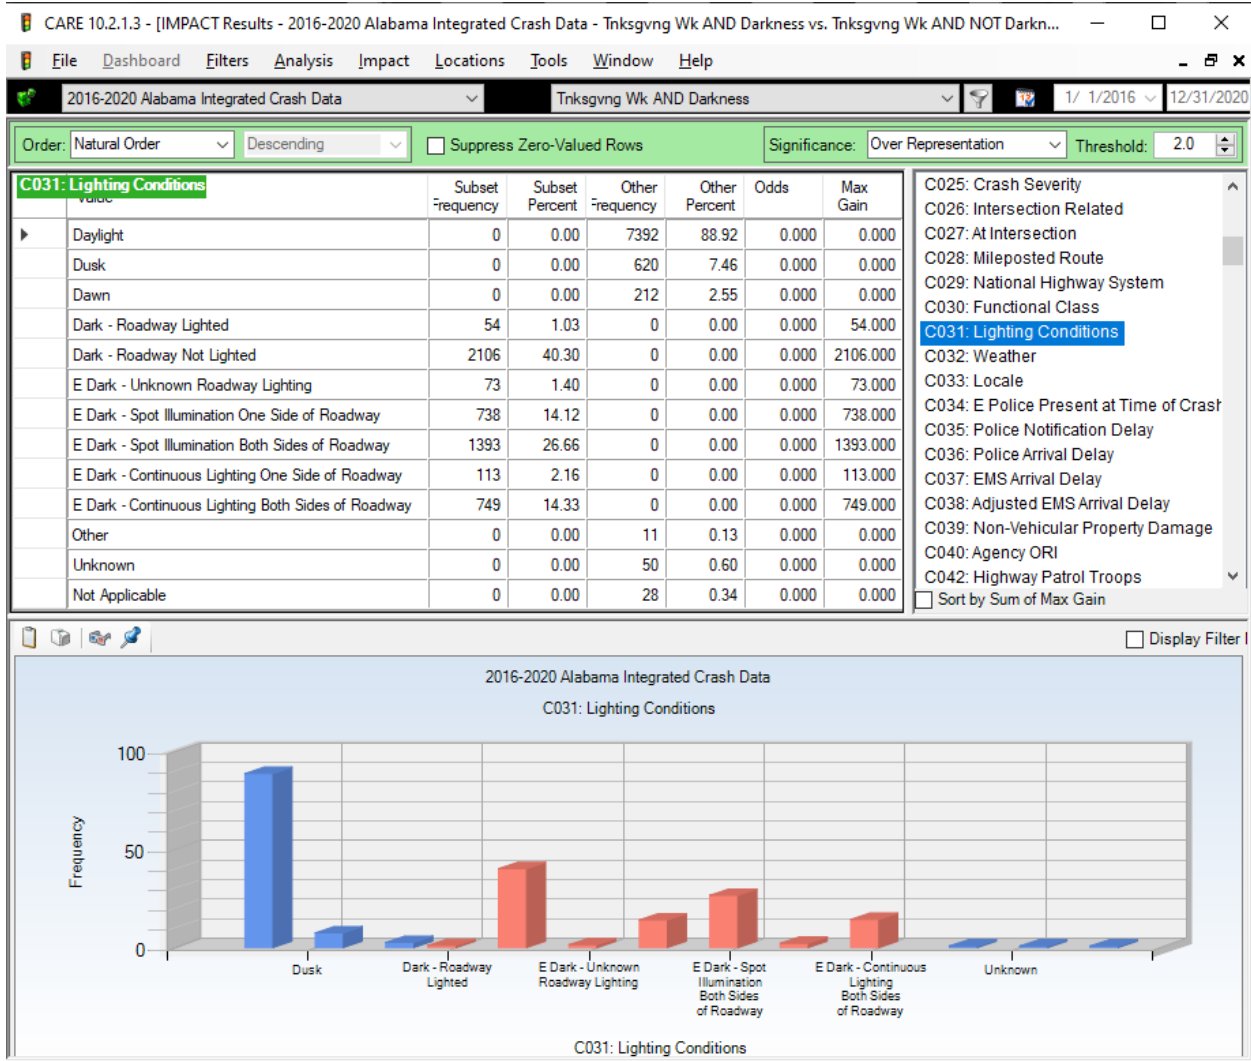 CARE 10.2.1.3 - [IMPACT Results - 2016-2020 Alabama Integrated Crash Data - Tnksgvng Wk AND Darkness vs. Tnksgvng Wk AND NOT Darkn...
File Dashboard Filters Analysis Impact Locations Tools Window Help
2016-2020 Alabama Integrated Crash Data Tnksgvng Wk AND Darkness 1/ 1/2016 12/31/2020
Order: Natural Order Descending Suppress Zero-Valued Rows Significance: Over Representation Threshold: 2.0
C031: Lighting Conditions Subset Frequency Subset Percent Other Frequency Other Percent Odds Max Gain
Daylight 0 0.00 7392 88.92 0.000 0.000
Dusk 0 0.00 620 7.46 0.000 0.000
Dawn 0 0.00 212 2.55 0.000 0.000
Dark - Roadway Lighted 54 1.03 0 0.00 0.000 54.000
Dark - Roadway Not Lighted 2106 40.30 0 0.00 0.000 2106.000
E Dark - Unknown Roadway Lighting 73 1.40 0 0.00 0.000 73.000
E Dark - Spot Illumination One Side of Roadway 738 14.12 0 0.00 0.000 738.000
E Dark - Spot Illumination Both Sides of Roadway 1393 26.66 0 0.00 0.000 1393.000
E Dark - Continuous Lighting One Side of Roadway 113 2.16 0 0.00 0.000 113.000
E Dark - Continuous Lighting Both Sides of Roadway 749 14.33 0 0.00 0.000 749.000
Other 0 0.00 11 0.13 0.000 0.000
Unknown 0 0.00 50 0.60 0.000 0.000
Not Applicable 0 0.00 28 0.34 0.000 0.000
C025: Crash Severity
C026: Intersection Related
C027: At Intersection
C028: Mileposted Route
C029: National Highway System
C030: Functional Class
C031: Lighting Conditions
C032: Weather
C033: Locale
C034: E Police Present at Time of Crash
C035: Police Notification Delay
C036: Police Arrival Delay
C037: EMS Arrival Delay
C038: Adjusted EMS Arrival Delay
C039: Non-Vehicular Property Damage
C040: Agency ORI
C042: Highway Patrol Troops
Sort by Sum of Max Gain
Display Filter
2016-2020 Alabama Integrated Crash Data
C031: Lighting Conditions
100
50
0
Frequency
Dusk
Dark - Roadway
Lighted
E Dark - Unknown
Roadway Lighting
E Dark - Spot
Illumination
Both Sides
of Roadway
E Dark - Continuous
Lighting
Both Sides
of Roadway
Unknown
C031: Lighting Conditions